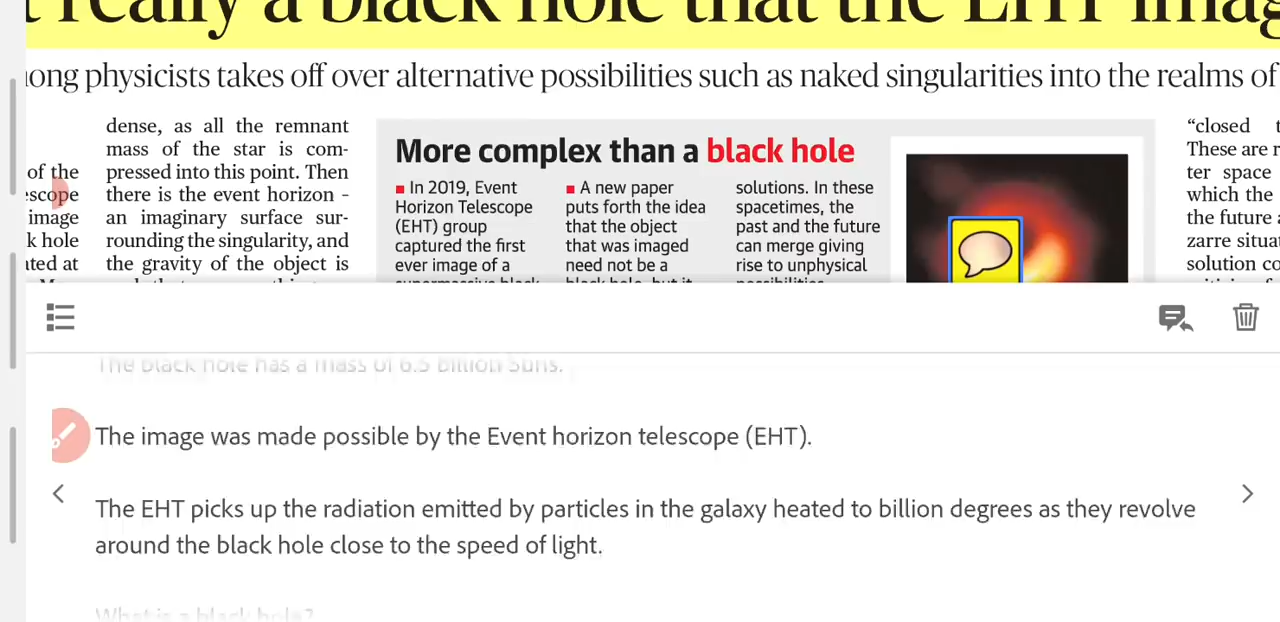 t really a black hole that the EHT imag
ong physicists takes off over alternative possibilities such as naked singularities into the realms of
of the
escope
image
k hole
ated at
dense, as all the remnant
mass of the star is com-
pressed into this point. Then
there is the event horizon -
an imaginary surface sur-
rounding the singularity, and
the gravity of the object is
More complex than a black hole
In 2019, Event
Horizon Telescope
(EHT) group
captured the first
ever image of a
supermassive black
A new paper
puts forth the idea
that the object
that was imaged
need not be a
black hole, but it
solutions. In these
spacetimes, the
past and the future
can merge giving
rise to unphysical
possibilities.
"closed t
These are r
ter space
which the
the future a
zarre situat
solution co
The black hole has a mass of 6.5 billion Suns.
The image was made possible by the Event horizon telescope (EHT).
The EHT picks up the radiation emitted by particles in the galaxy heated to billion degrees as they revolve
around the black hole close to the speed of light.
What is a black hole?